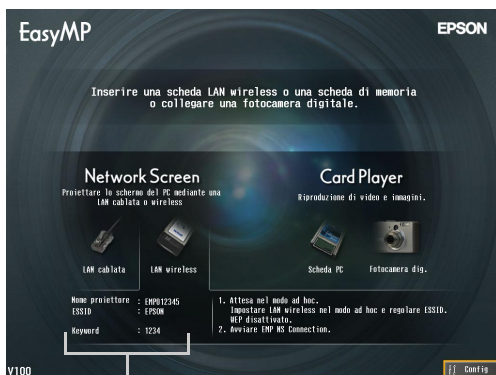 EasyMP
EPSON
Inserire una scheda LAN wireless o una scheda di memoria
o collegare una fotocamera digitale.
Network Screen
Proiettare lo schermo del PC mediante una
LAN cablata o wireless
LAN cablata
LAN wireless
Card Player
Riproduzione di video e immagini.
Scheda PC
Fotocamera dig.
Nome proiettore : EMP812345
ESSID : EPSON
Keyword : 1234
1. Attesa nel modo ad hoc.
Impostare LAN wireless nel modo ad hoc e regolare ESSID.
WEP disattivato.
2. Avviare EMP NS Connection.
V100
Config